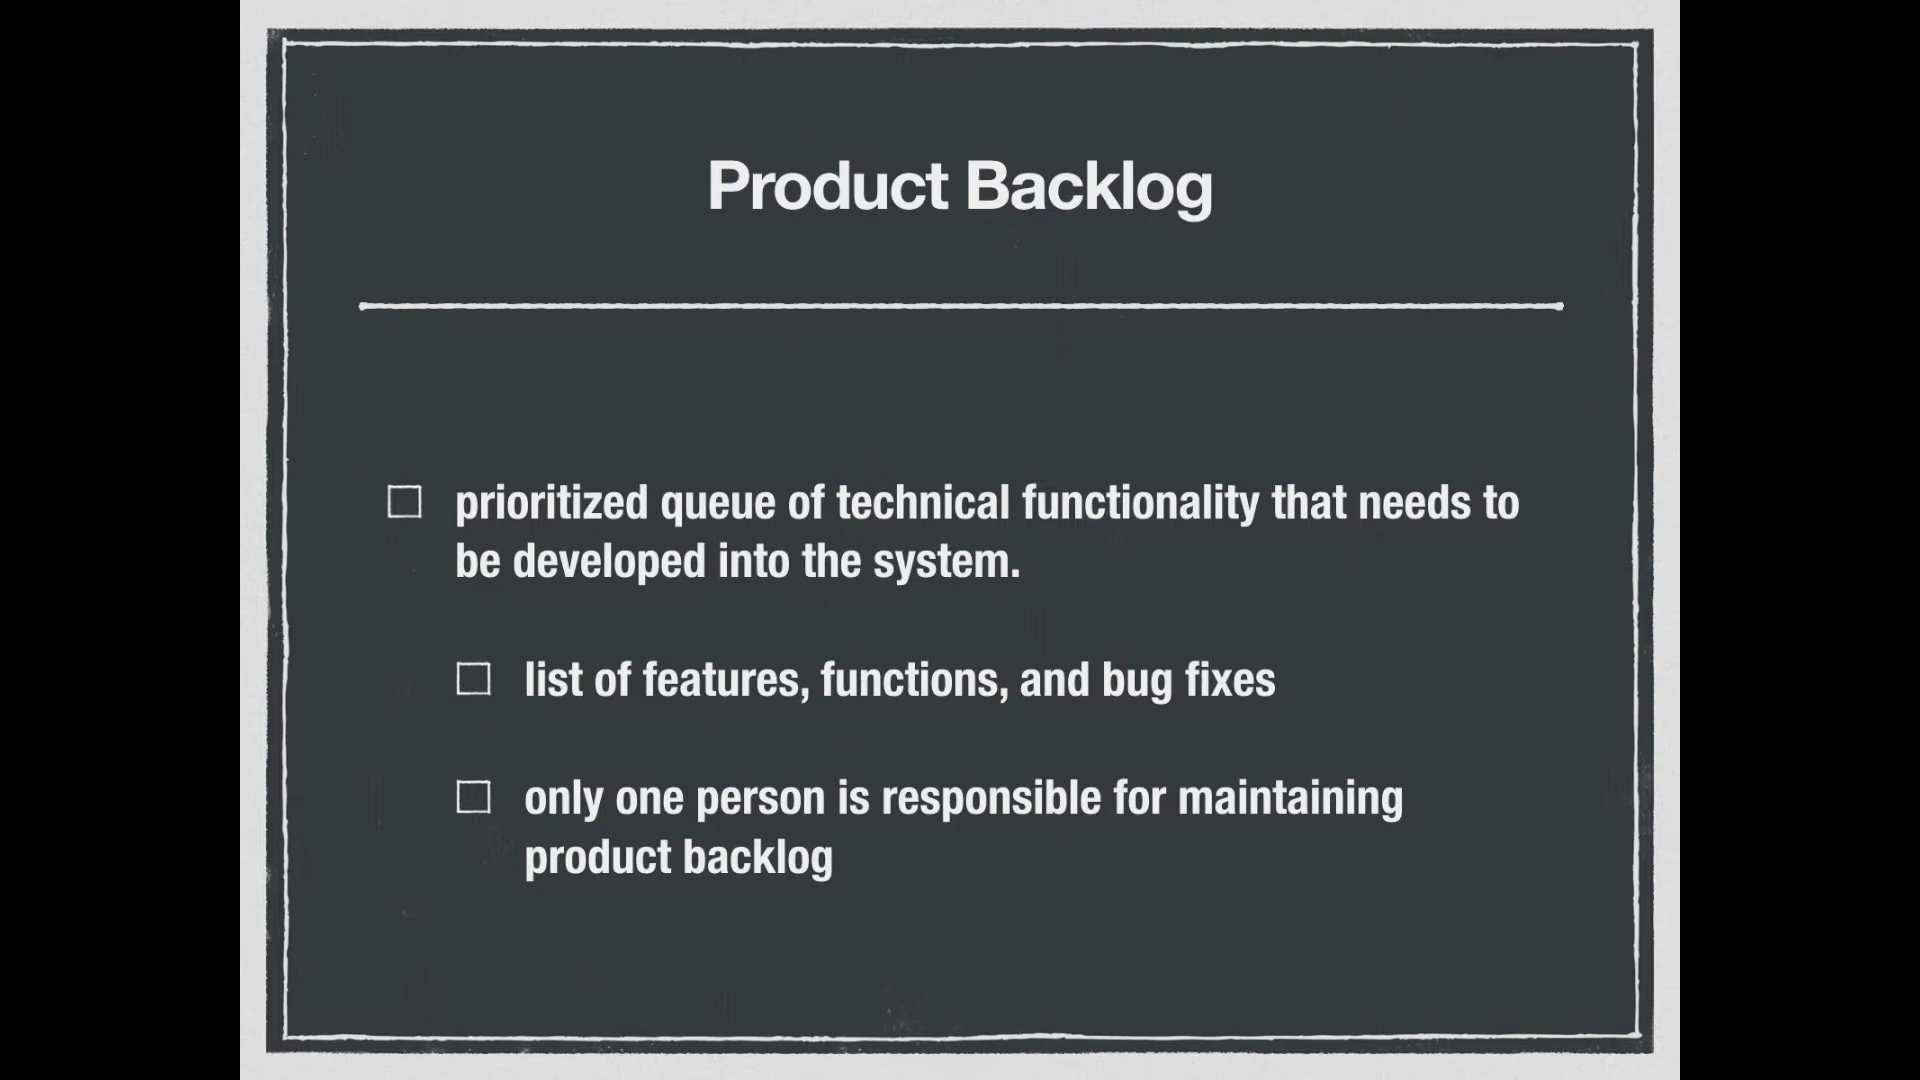 Product Backlog
prioritized queue of technical functionality that needs to
be developed into the system.
list of features, functions, and bug fixes
only one person is responsible for maintaining
product backlog